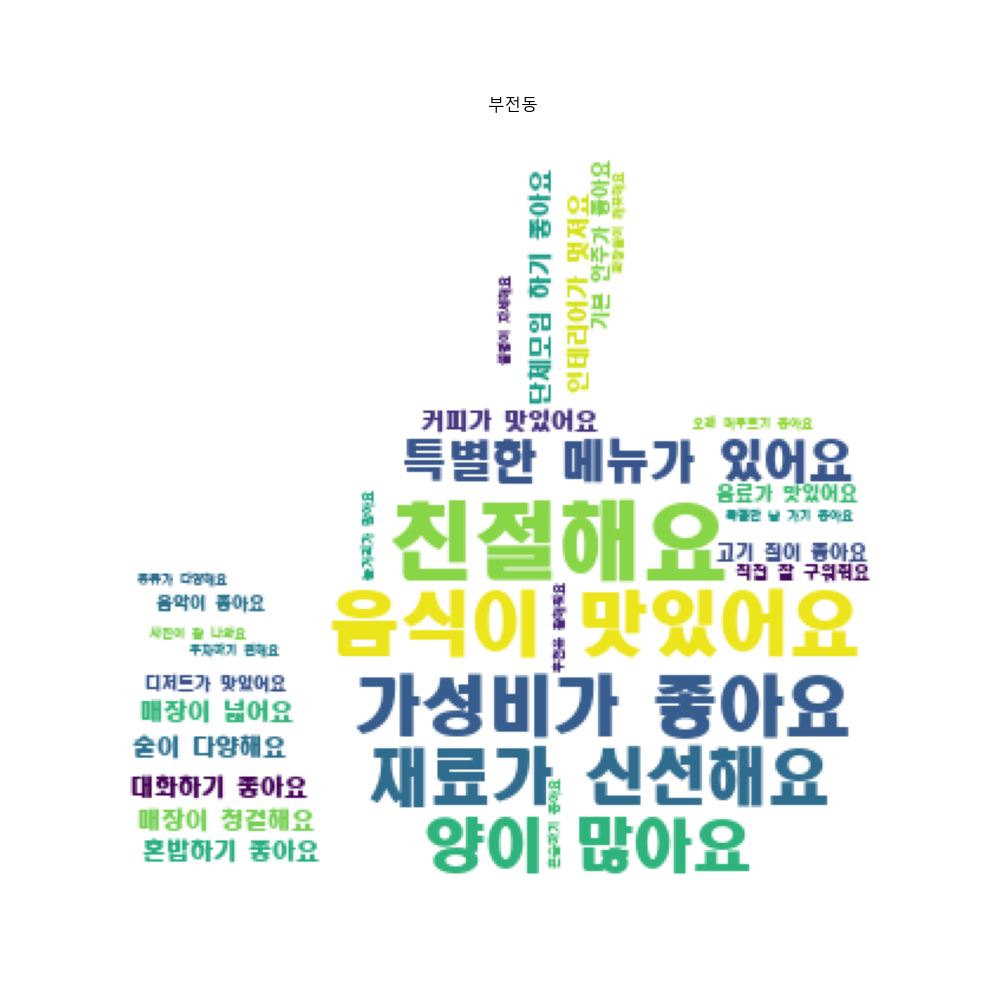 부전동
단체모임 하기 좋아요
인테리어가 멋져요
기본 안주가 좋아요
화장실이 깨끗해요
커피가 맛있어요
오래 머무르기 좋아요
특별한 메뉴가 있어요
음료가 맛있어요
특별한 날 가기 좋아요
친절해요
고기 질이 좋아요
직접 잘 구워줘요
종류가 다양해요
음악이 좋아요
음식이 맛있어요
사진이 잘 나와요
주차하기 편해요
디저트가 맛있어요
가성비가 좋아요
매장이 넓어요
술이 다양해요
재료가 신선해요
대화하기 좋아요
혼술하기 좋아요
매장이 청결해요
양이 많아요
혼밥하기 좋아요